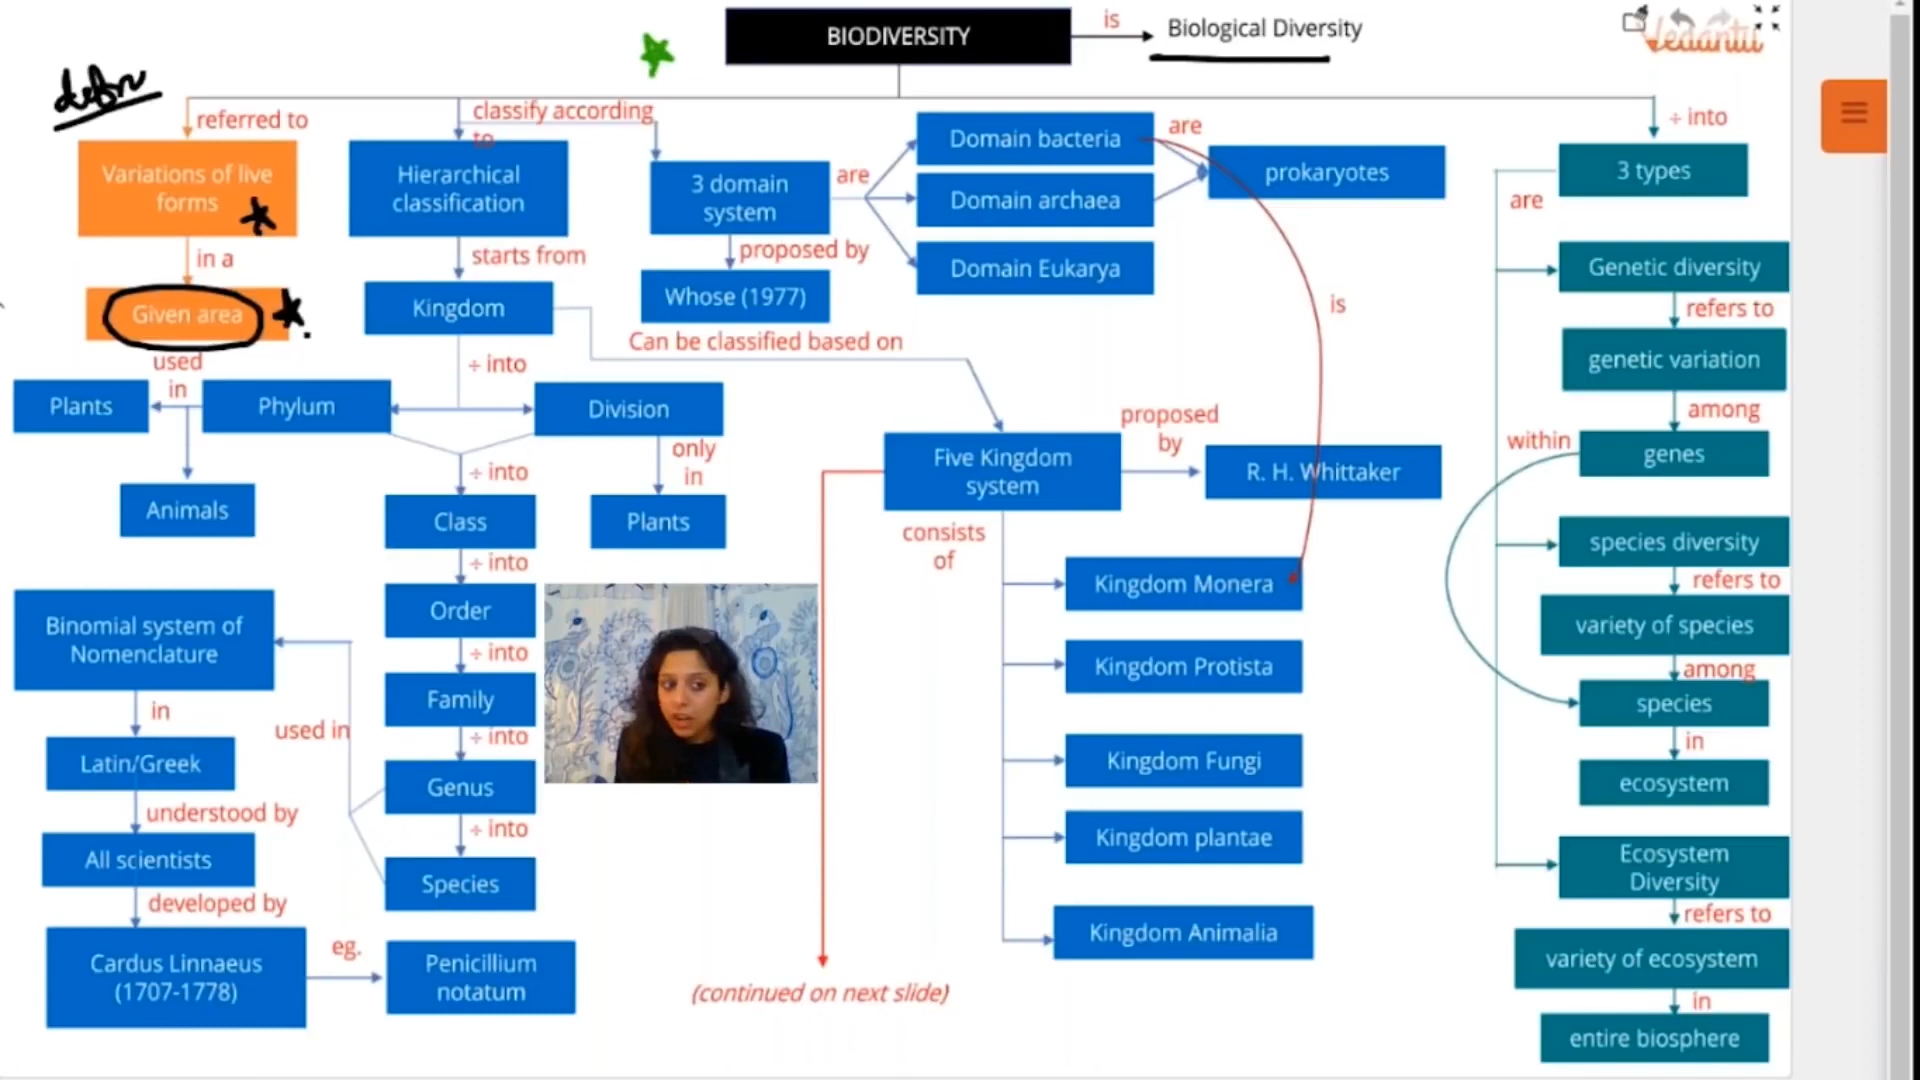 BIODIVERSITY
is
Biological Diversity
Vedantu
defn
referred to
Variations of live
forms
in a
Given area
classify according
to
Hierarchical
classification
starts from
Kingdom
÷ into
3 domain
system
are
proposed by
Whose (1977)
Domain bacteria
Domain archaea
Domain Eukarya
are
prokaryotes
is
Can be classified based on
used
in
Plants
Phylum
Division
Animals
only
in
Plants
÷ into
Class
÷ into
Order
÷ into
Family
÷ into
Genus
÷ into
Species
used in
Binomial system of
Nomenclature
in
Latin/Greek
understood by
All scientists
developed by
Cardus Linnaeus
(1707-1778)
eg.
Penicillium
notatum
Five Kingdom
system
proposed
by
R. H. Whittaker
consists
of
Kingdom Monera
Kingdom Protista
Kingdom Fungi
Kingdom plantae
Kingdom Animalia
(continued on next slide)
÷ into
3 types
are
Genetic diversity
refers to
genetic variation
among
genes
within
species diversity
refers to
variety of species
among
species
in
ecosystem
Ecosystem
Diversity
refers to
variety of ecosystem
in
entire biosphere